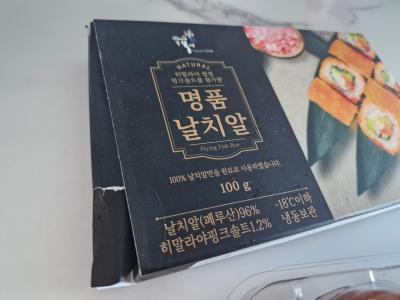 Since 1998
NATURAL
히말라야 청정
핑크솔트를 첨가한
명품
날치알
Flying Fish Roe
100% 날치알만을 원료로 사용하였습니다.
100 g
날치알(페루산)96%
히말라야핑크솔트1.2%
-18℃이하
냉동보관